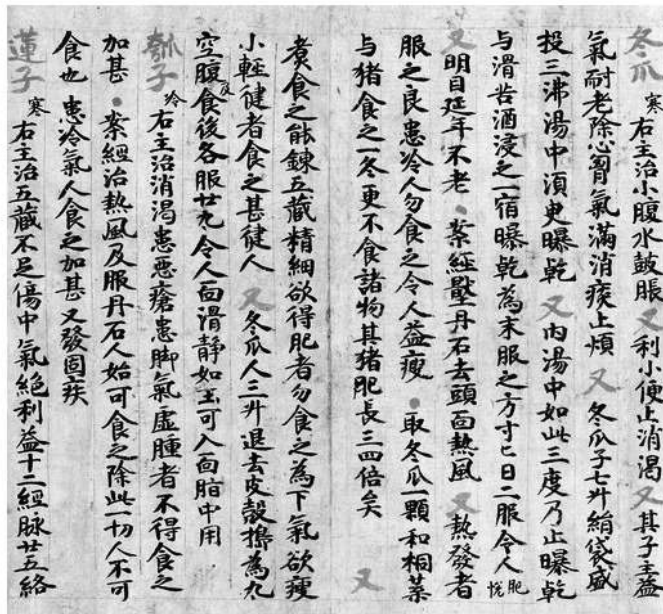 冬瓜 寒 右主治小腹水鼓脹 又 利小便止消渴 又 其子主益
氣耐老除心胷氣滿消痰止煩 又 冬瓜子七升絹袋盛
投三沸湯中湏臾曝乾 又 內湯中如此三度乃止曝乾
与清苦酒浸之一宿曝乾為末服之方寸匕日二服令人肥悅
又 明目延年不老 案經壓丹石去頭面熱風 又 熱發者
服之良患冷人勿食之令人益瘦 取冬瓜一顆和桐葉
与猪食之一冬更不食諸物其猪肥長三四倍矣 又
煮食之能鍊五藏精細欲得肥者勿食之為下氣欲瘦
小輕健者食之甚健人 又 冬瓜人三升退去皮殼擣為丸
空腹及食後各服廿丸令人面滑静如玉可入面脂中用
瓠子 冷 右主治消渴患惡瘡患脚氣虛腫者不得食之
加甚 案經治熱風及服丹石人始可食之除此一切人不可
食也 患冷氣人食之加甚 又發固疾
蓮子 寒 右主治五藏不足傷中氣絕利益十二經脉廿五絡